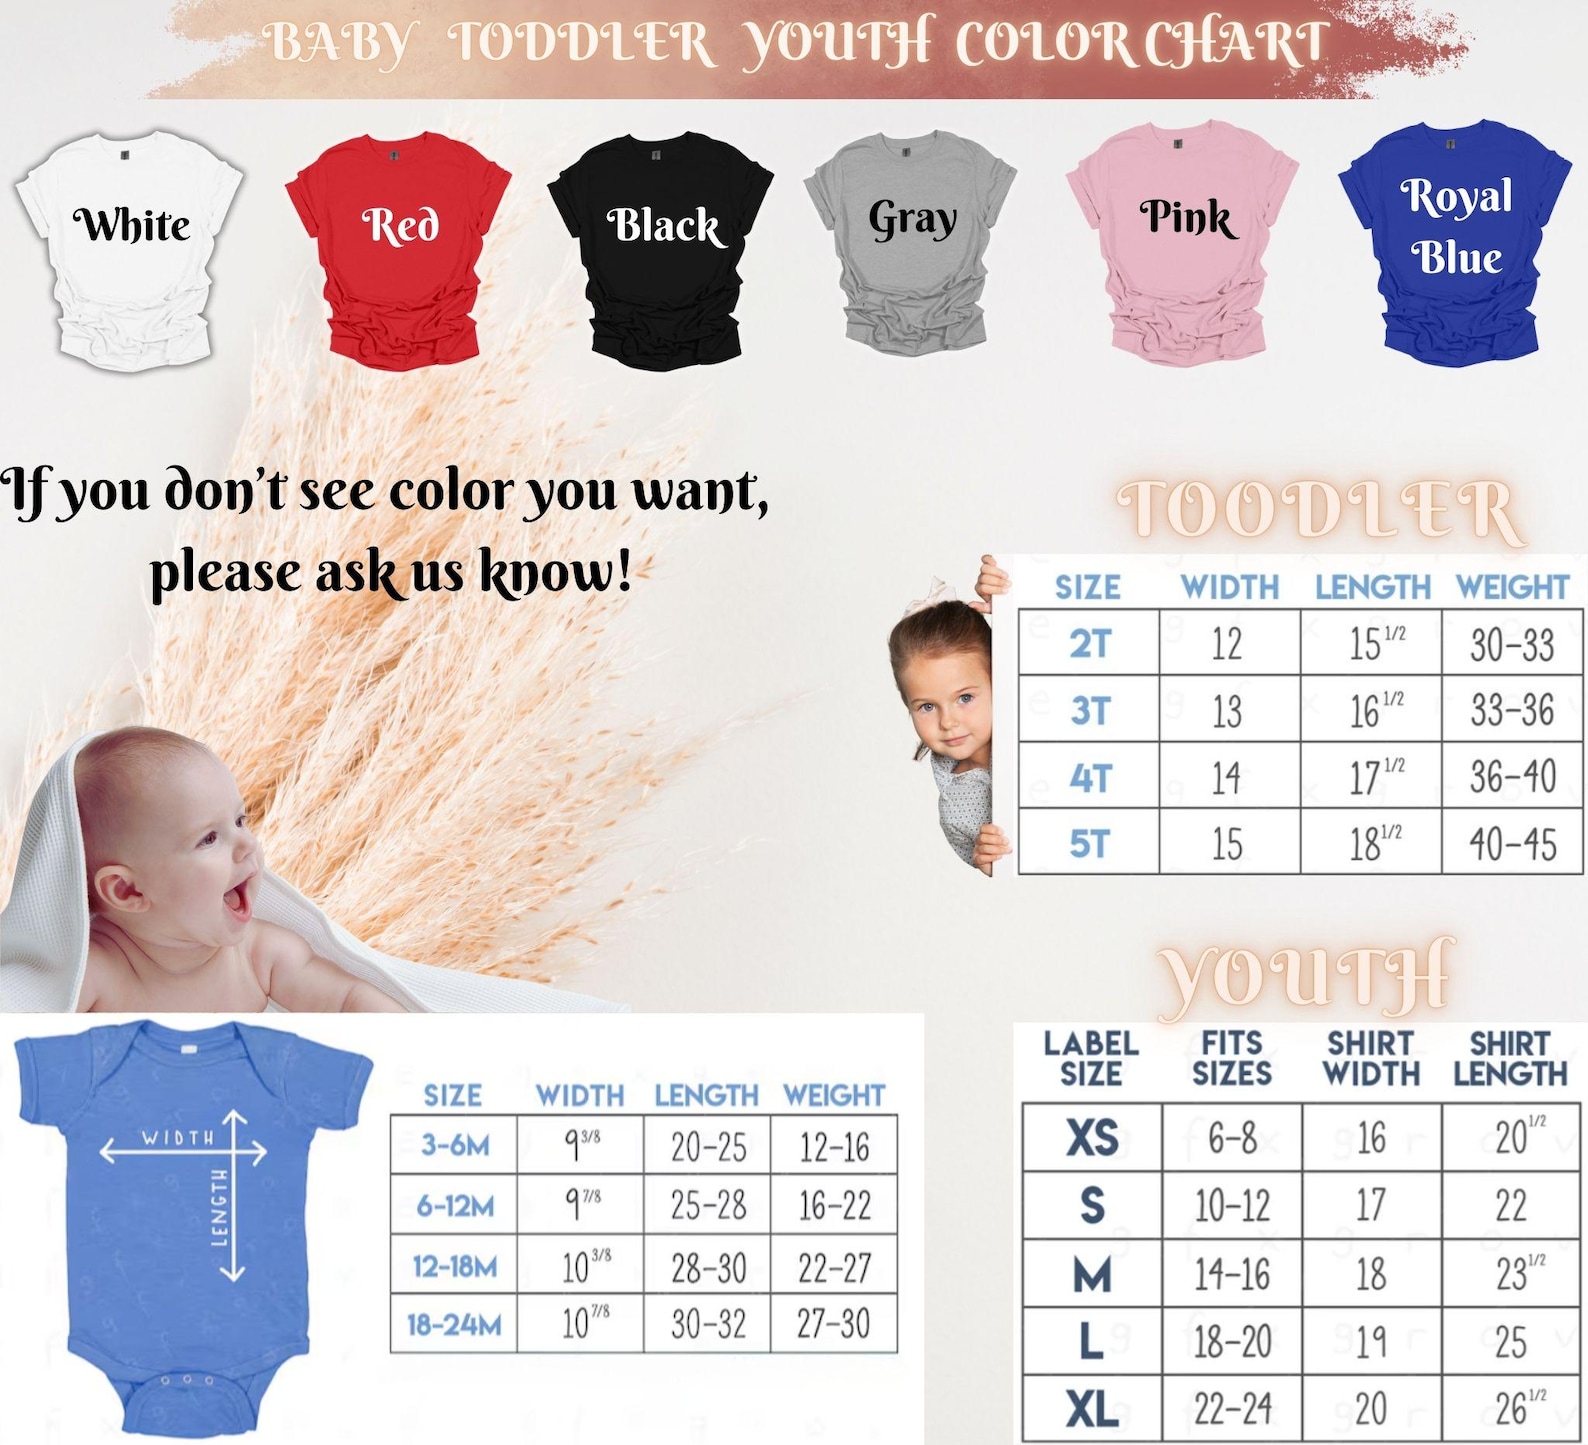 BABY TODDLER YOUTH COLOR CHART
White
Red
Black
Gray
Pink
Royal
Blue
If you don't see color you want,
please ask us know!
TOODLER
SIZE WIDTH LENGTH WEIGHT
2T 12 15 1/2 30-33
3T 13 16 1/2 33-36
4T 14 17 1/2 36-40
5T 15 18 1/2 40-45
WIDTH
LENGTH
SIZE WIDTH LENGTH WEIGHT
3-6M 9 3/8 20-25 12-16
6-12M 9 7/8 25-28 16-22
12-18M 10 3/8 28-30 22-27
18-24M 10 7/8 30-32 27-30
YOUTH
LABEL FITS SHIRT SHIRT
SIZE SIZES WIDTH LENGTH
XS 6-8 16 20 1/2
S 10-12 17 22
M 14-16 18 23 1/2
L 18-20 19 25
XL 22-24 20 26 1/2